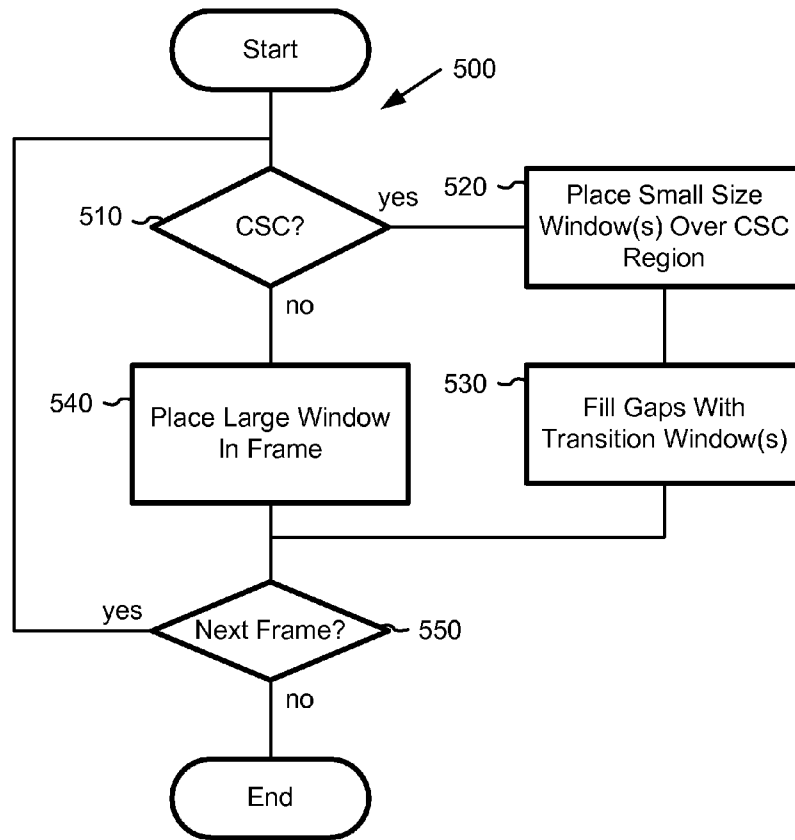 Start
500
510
CSC?
yes
520
Place Small Size
Window(s) Over CSC
Region
no
540
Place Large Window
In Frame
530
Fill Gaps With
Transition Window(s)
yes
Next Frame?
550
no
End